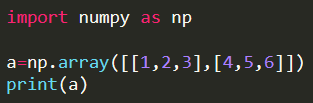 import numpy as np
a=np.array([[1,2,3],[4,5,6]])
print(a)